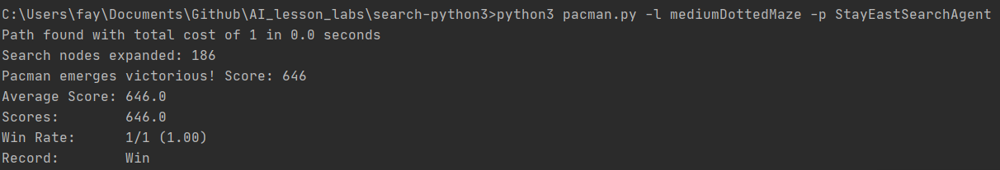 C:\Users\fay\Documents\Github\AI_lesson_labs\search-python3>python3 pacman.py -l mediumDottedMaze -p StayEastSearchAgent
Path found with total cost of 1 in 0.0 seconds
Search nodes expanded: 186
Pacman emerges victorious! Score: 646
Average Score: 646.0
Scores:        646.0
Win Rate:      1/1 (1.00)
Record:        Win